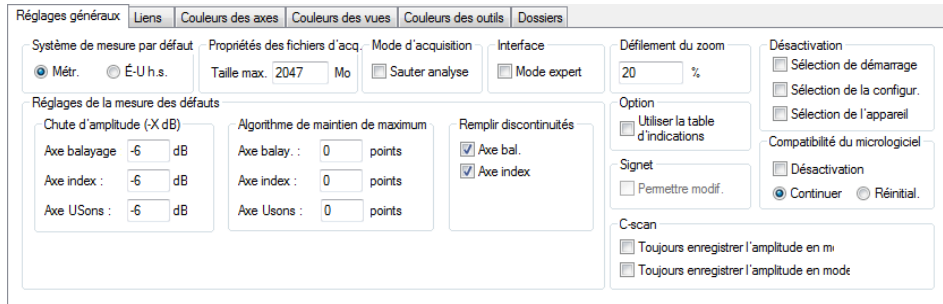 Réglages généraux
Liens
Couleurs des axes
Couleurs des vues
Couleurs des outils
Dossiers
Système de mesure par défaut
Métr.
É-U h.s.
Propriétés des fichiers d'acq.
Taille max. 2047 Mo
Mode d'acquisition
Sauter analyse
Interface
Mode expert
Défilement du zoom
20 %
Désactivation
Sélection de démarrage
Sélection de la configur.
Sélection de l'appareil
Réglages de la mesure des défauts
Chute d'amplitude (-X dB)
Axe balayage -6 dB
Axe index : -6 dB
Axe USons : -6 dB
Algorithme de maintien de maximum
Axe balay. : 0 points
Axe index : 0 points
Axe Usons : 0 points
Remplir discontinuités
Axe bal.
Axe index
Option
Utiliser la table
d'indications
Signet
Permettre modif.
Compatibilité du micrologiciel
Désactivation
Continuer
Réinitial.
C-scan
Toujours enregistrer l'amplitude en mo
Toujours enregistrer l'amplitude en mode